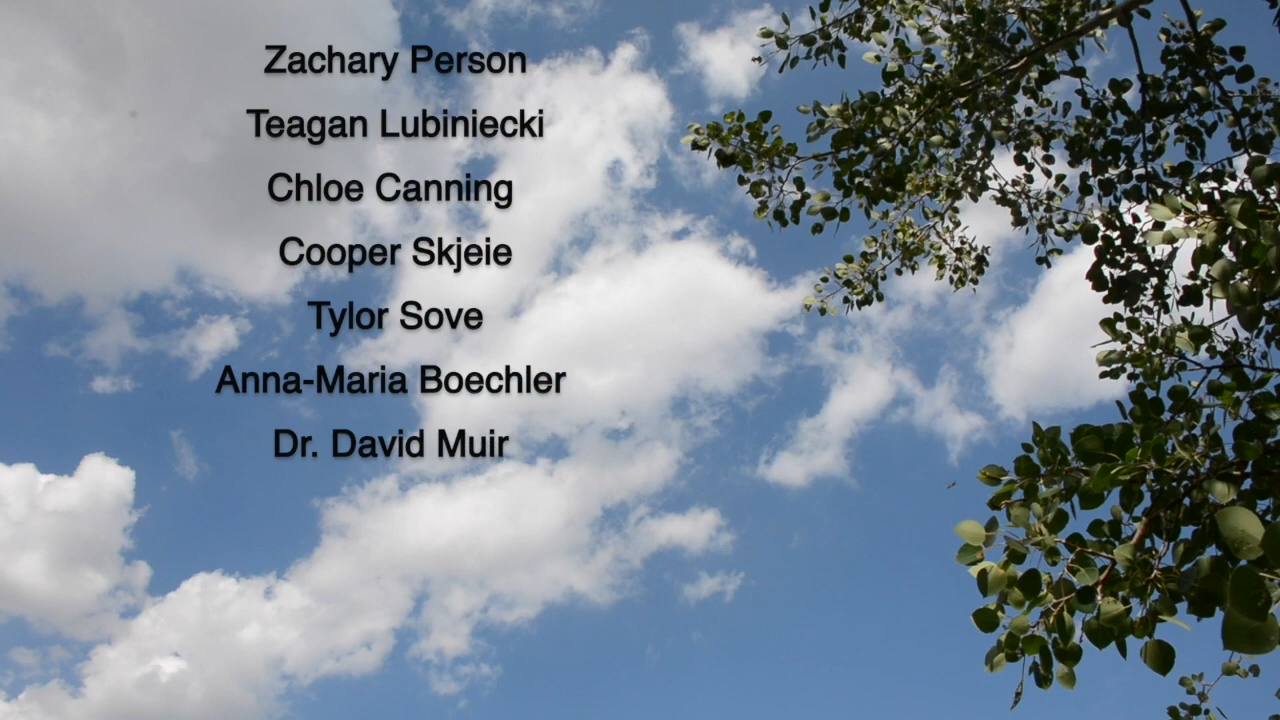 Zachary Person
Teagan Lubiniecki
Chloe Canning
Cooper Skjeie
Tylor Sove
Anna-Maria Boechler
Dr. David Muir